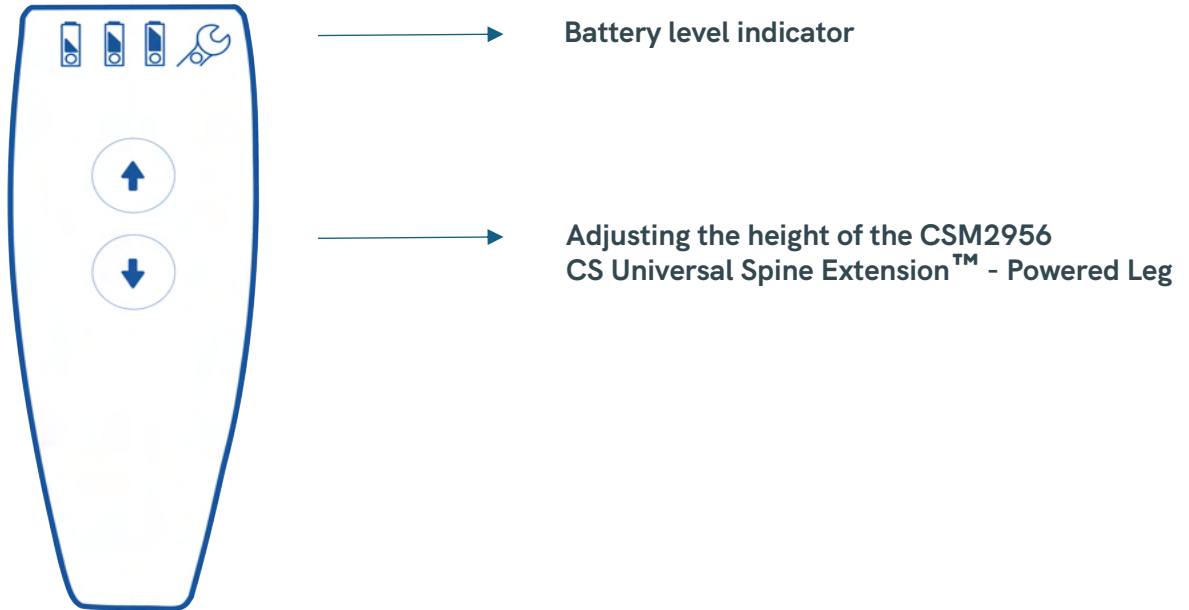 Battery level indicator
Adjusting the height of the CSM2956
CS Universal Spine Extension™ - Powered Leg